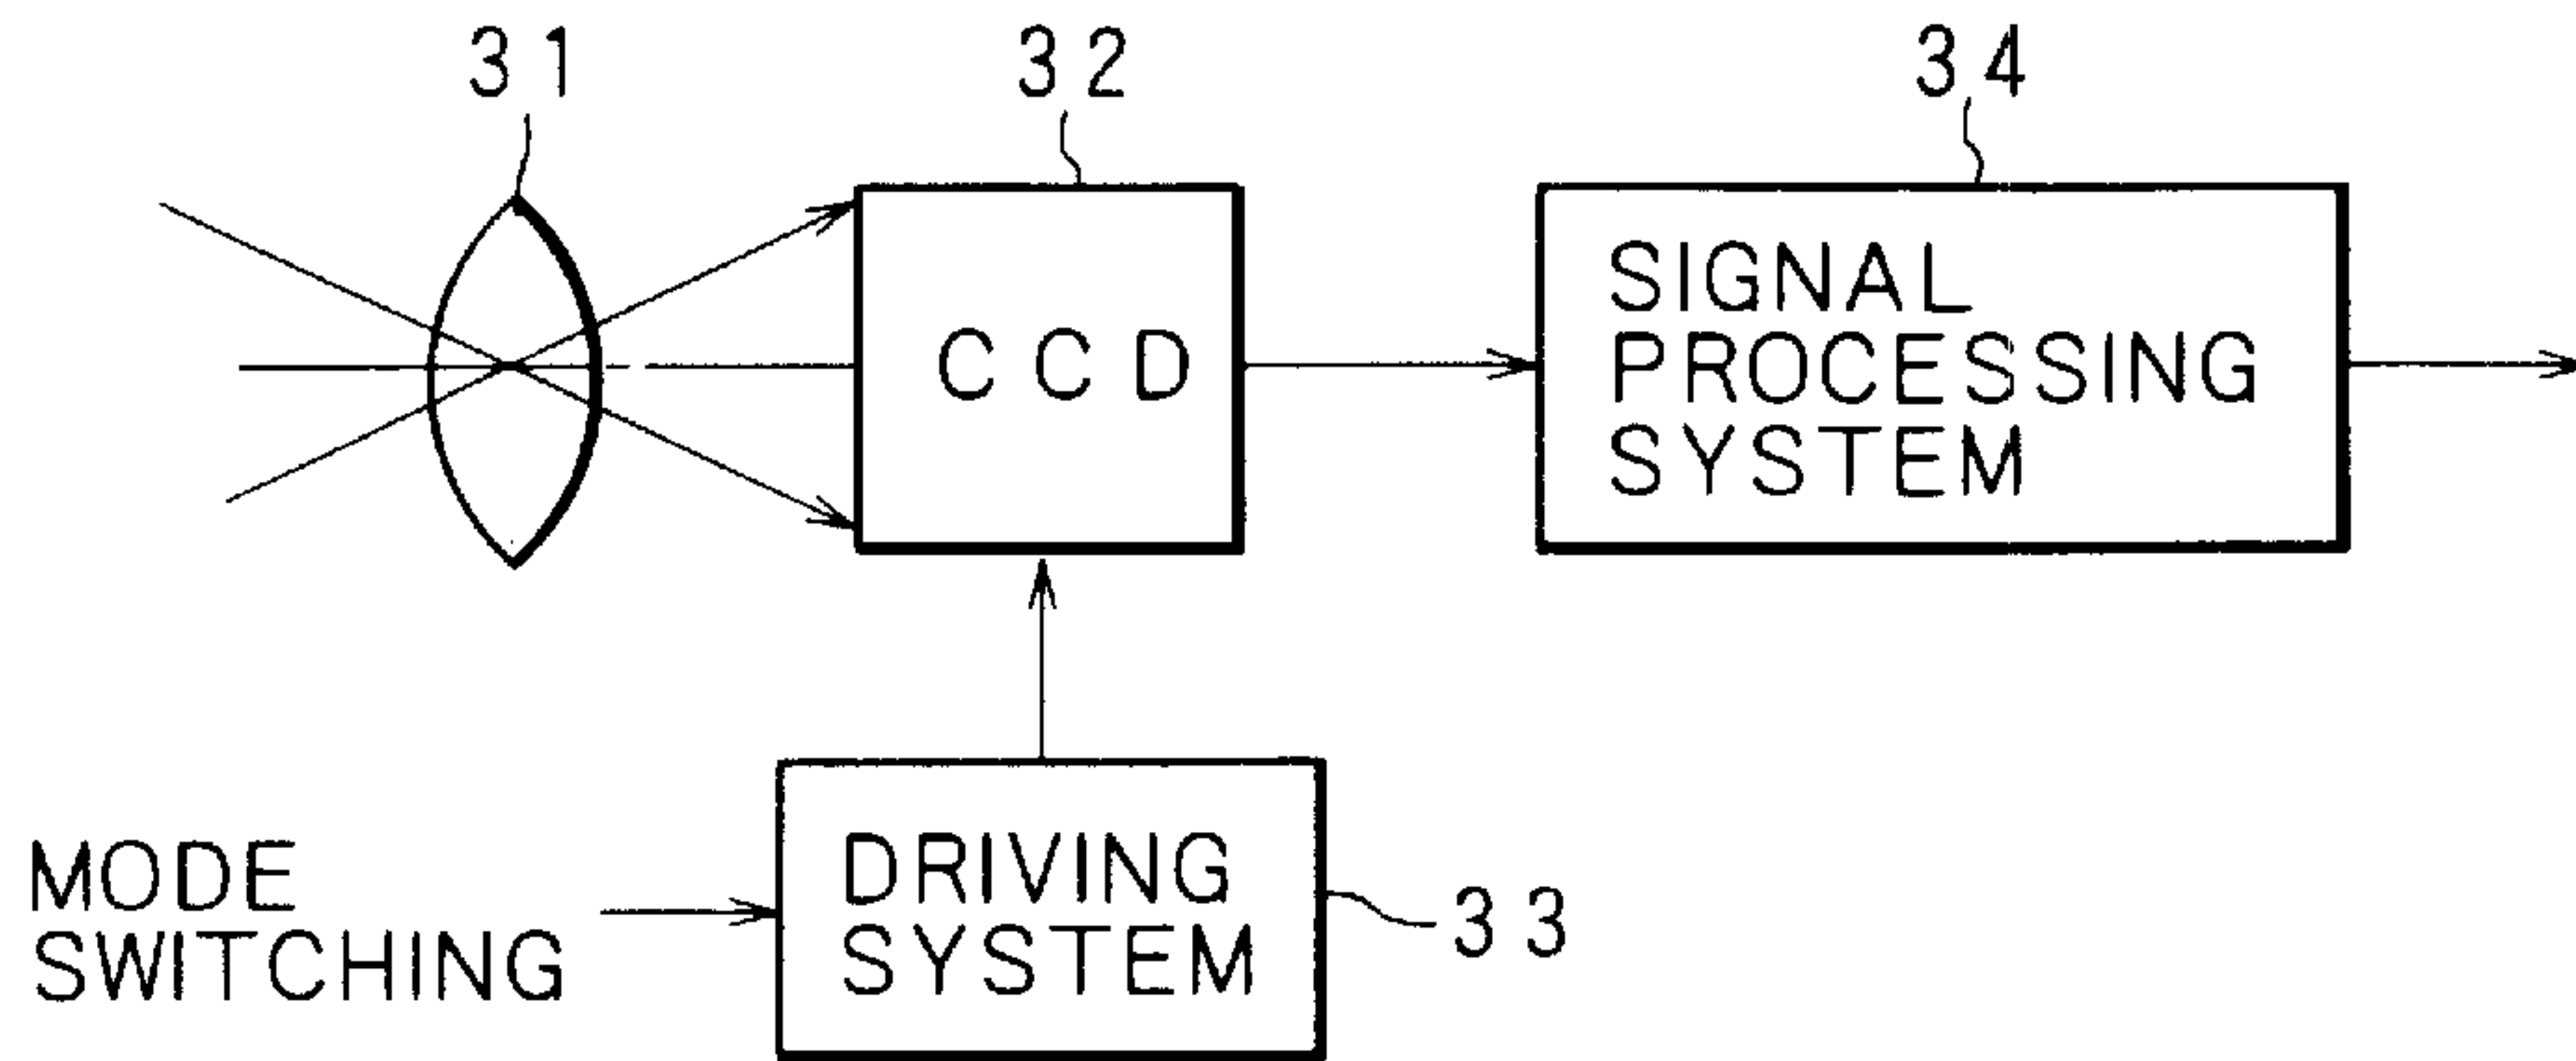 31
32
34
CCD
SIGNAL
PROCESSING
SYSTEM
MODE
SWITCHING
DRIVING
SYSTEM
33